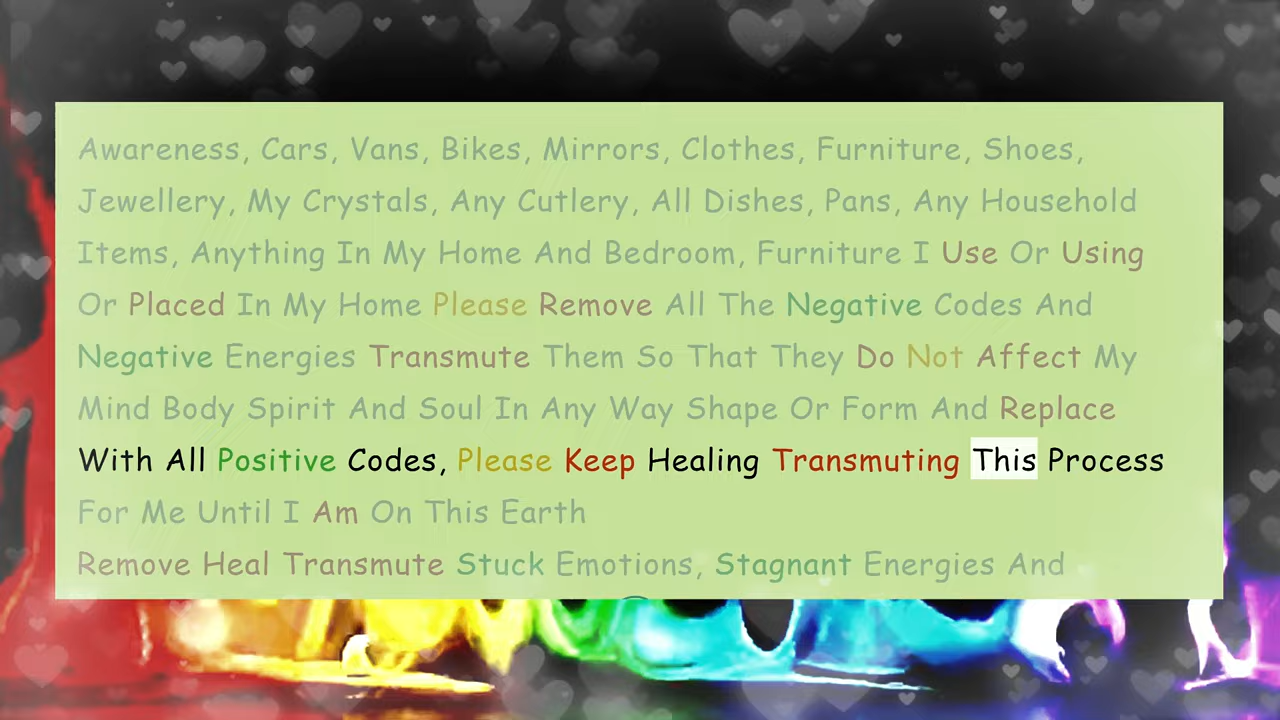 Awareness, Cars, Vans, Bikes, Mirrors, Clothes, Furniture, Shoes,
Jewellery, My Crystals, Any Cutlery, All Dishes, Pans, Any Household
Items, Anything In My Home And Bedroom, Furniture I Use Or Using
Or Placed In My Home Please Remove All The Negative Codes And
Negative Energies Transmute Them So That They Do Not Affect My
Mind Body Spirit And Soul In Any Way Shape Or Form And Replace
With All Positive Codes, Please Keep Healing Transmuting This Process
For Me Until I Am On This Earth
Remove Heal Transmute Stuck Emotions, Stagnant Energies And